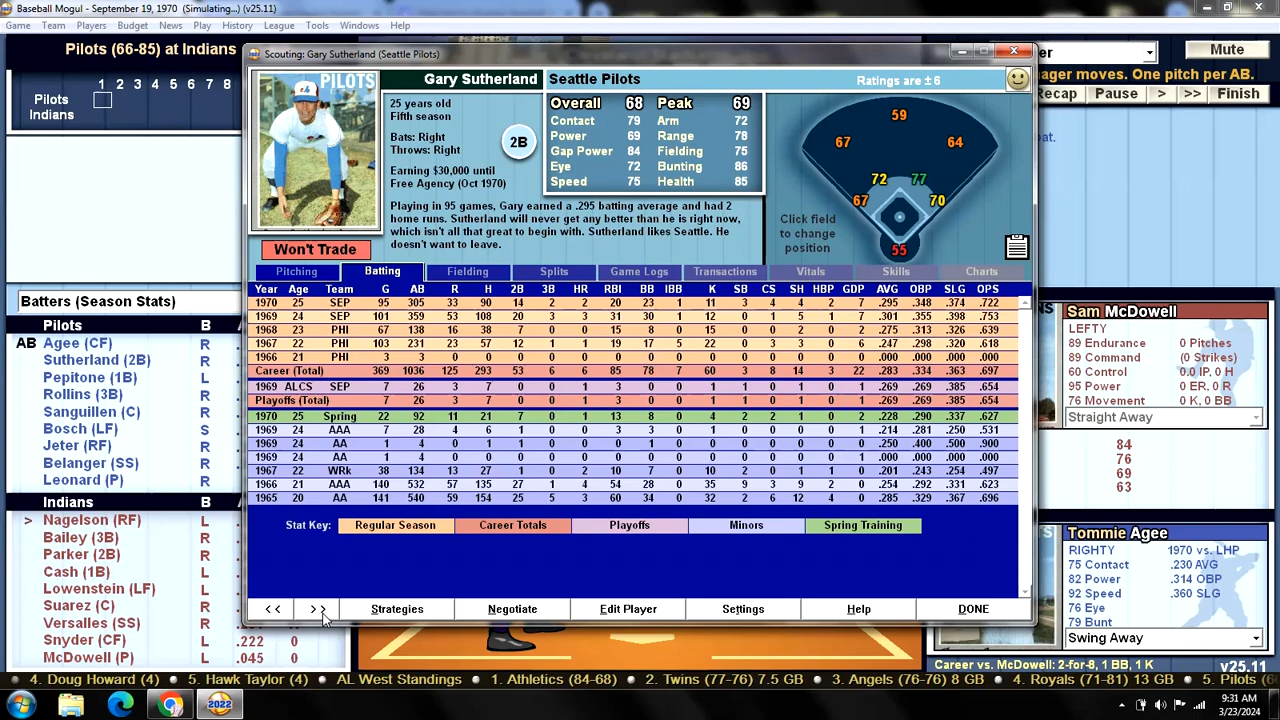 Baseball Mogul - September 19, 1970 (Simulating...) (v25.11)
Game Team Players Budget News Play History League Tools Windows Help
Pilots (66-85) at Indians
1 2 3 4 5 6 7 8
Pilots
Indians
Mute
One pitch per AB.
Recap Pause > >> Finish
Scouting: Gary Sutherland (Seattle Pilots)
PILOTS
Gary Sutherland
25 years old
Fifth season
Bats: Right
Throws: Right
2B
Earning $30,000 until
Free Agency (Oct 1970)
Seattle Pilots
Ratings are ± 6
Overall 68 Peak 69
Contact 79 Arm 72
Power 69 Range 78
Gap Power 84 Fielding 75
Eye 72 Bunting 86
Speed 75 Health 85
Playing in 95 games, Gary earned a .295 batting average and had 2
home runs. Sutherland will never get any better than he is right now,
which isn't all that great to begin with. Sutherland likes Seattle. He
doesn't want to leave.
59
67 64
72 77
67 70
55
Click field
to change
position
Won't Trade
Pitching Batting Fielding Splits Game Logs Transactions Vitals Skills Charts
Year Age Team G AB R H 2B 3B HR RBI BB IBB K SB CS SH HBP GDP AVG OBP SLG OPS
1970 25 SEP 95 305 33 90 14 2 2 20 23 4 11 3 4 4 2 7 .295 .348 .374 .722
1969 24 SEP 101 359 53 108 20 3 3 31 30 1 12 0 1 5 1 7 .301 .355 .398 .753
1968 23 PHI 67 138 16 38 7 0 0 15 8 0 15 0 0 2 0 2 .275 .313 .326 .639
1967 22 PHI 103 231 23 57 12 1 1 19 17 5 22 0 3 3 0 6 .247 .298 .320 .618
1966 21 PHI 3 3 0 0 0 0 0 0 0 0 0 0 0 0 0 0 .000 .000 .000 .000
Career (Total) 369 1036 125 293 53 6 6 85 78 7 60 3 8 14 3 22 .283 .334 .363 .697
1969 ALCS SEP 7 26 3 7 0 0 1 3 1 0 1 1 0 1 0 1 .269 .269 .385 .654
Playoffs (Total) 7 26 3 7 0 0 1 3 1 0 1 1 0 1 0 1 .269 .269 .385 .654
1970 25 Spring 22 92 11 21 7 0 1 13 8 0 4 2 2 1 0 2 .228 .290 .337 .627
1969 24 AAA 7 28 4 6 0 0 1 3 3 0 0 0 0 0 0 1 .214 .281 .250 .531
1969 24 AA 1 4 0 1 1 0 0 0 1 0 0 0 0 0 0 0 .250 .400 .500 .900
1969 24 AA 1 4 0 0 0 0 0 0 0 0 0 0 0 0 0 1 .000 .000 .000 .000
1967 22 WRk 38 134 13 27 1 0 2 10 7 0 10 2 0 0 0 2 .201 .243 .254 .497
1966 21 AAA 140 532 57 135 27 1 4 54 28 0 35 9 3 9 2 0 .254 .292 .331 .623
1965 20 AA 141 540 59 154 25 5 3 60 34 0 32 2 6 12 4 0 .285 .329 .367 .696
Stat Key: Regular Season Career Totals Playoffs Minors Spring Training
<< >> Strategies Negotiate Edit Player Settings Help DONE
Batters (Season Stats)
Pilots B
AB Agee (CF) R
Sutherland (2B) R
Pepitone (1B) L
Rollins (3B) R
Sanguillen (C) R
Bosch (LF) S
Jeter (RF) R
Belanger (SS) R
Leonard (P) R
Indians B
> Nagelson (RF) L
Bailey (3B) R
Parker (2B) R
Cash (1B) L
Lowenstein (LF) L
Suarez (C) R
Versalles (SS) R
Snyder (CF) R .222 0
McDowell (P) L .045 0
Sam McDowell
LEFTY
89 Endurance 0 Pitches
89 Command (0 Strikes)
60 Control 0.0 IP, 0 H
95 Power 0 ER, 0 R
76 Movement 0 K, 0 BB
Straight Away
84
76
69
63
Tommie Agee
RIGHTY 1970 vs. LHP
75 Contact .230 AVG
82 Power .314 OBP
92 Speed .360 SLG
76 Eye
79 Bunt
Swing Away
Career vs. McDowell: 2-for-8, 1 BB, 1 K v25.11
4. Doug Howard (4) 5. Hawk Taylor (4) AL West Standings 1. Athletics (84-68) 2. Twins (77-76) 7.5 GB 3. Angels (76-76) 8 GB 4. Royals (71-81) 13 GB 5. Pilots (6
2022
9:31 AM
3/23/2024